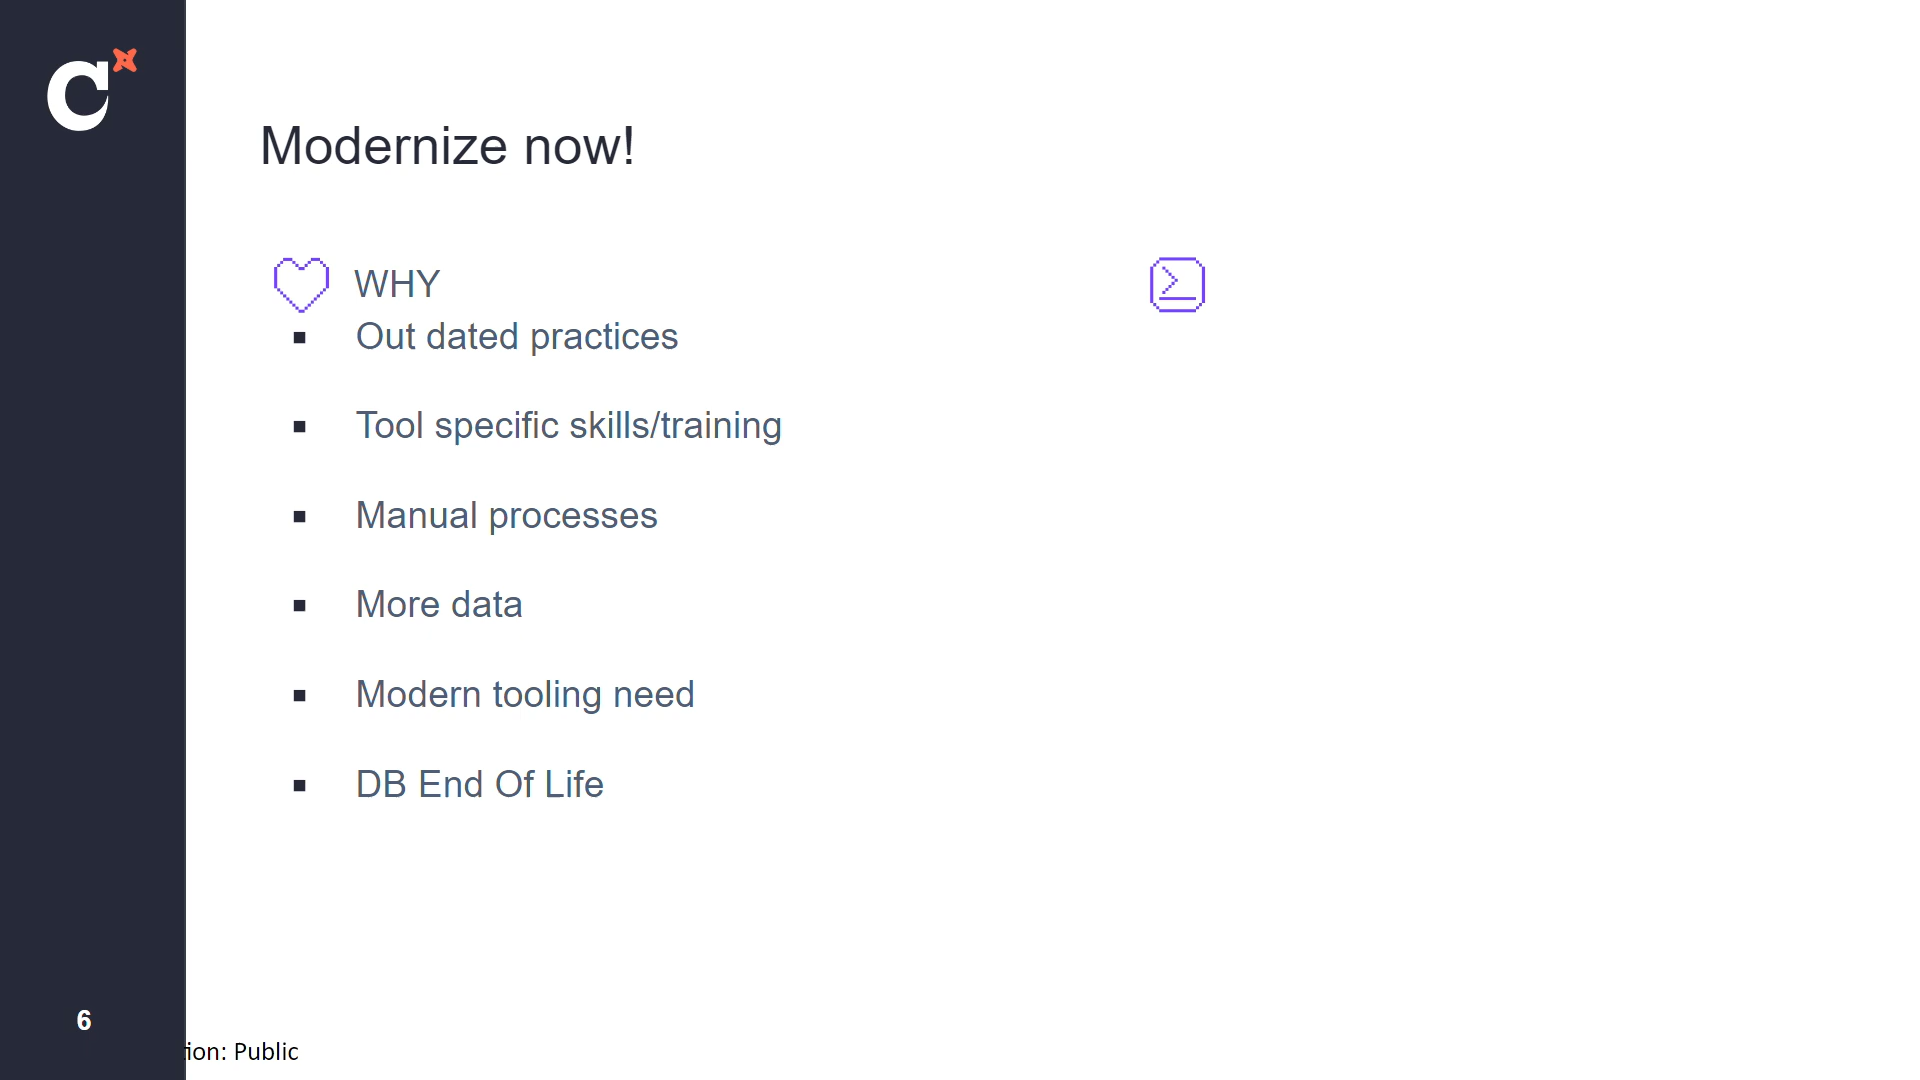 Modernize now!
WHY
Out dated practices
Tool specific skills/training
Manual processes
More data
Modern tooling need
DB End Of Life
6
Public